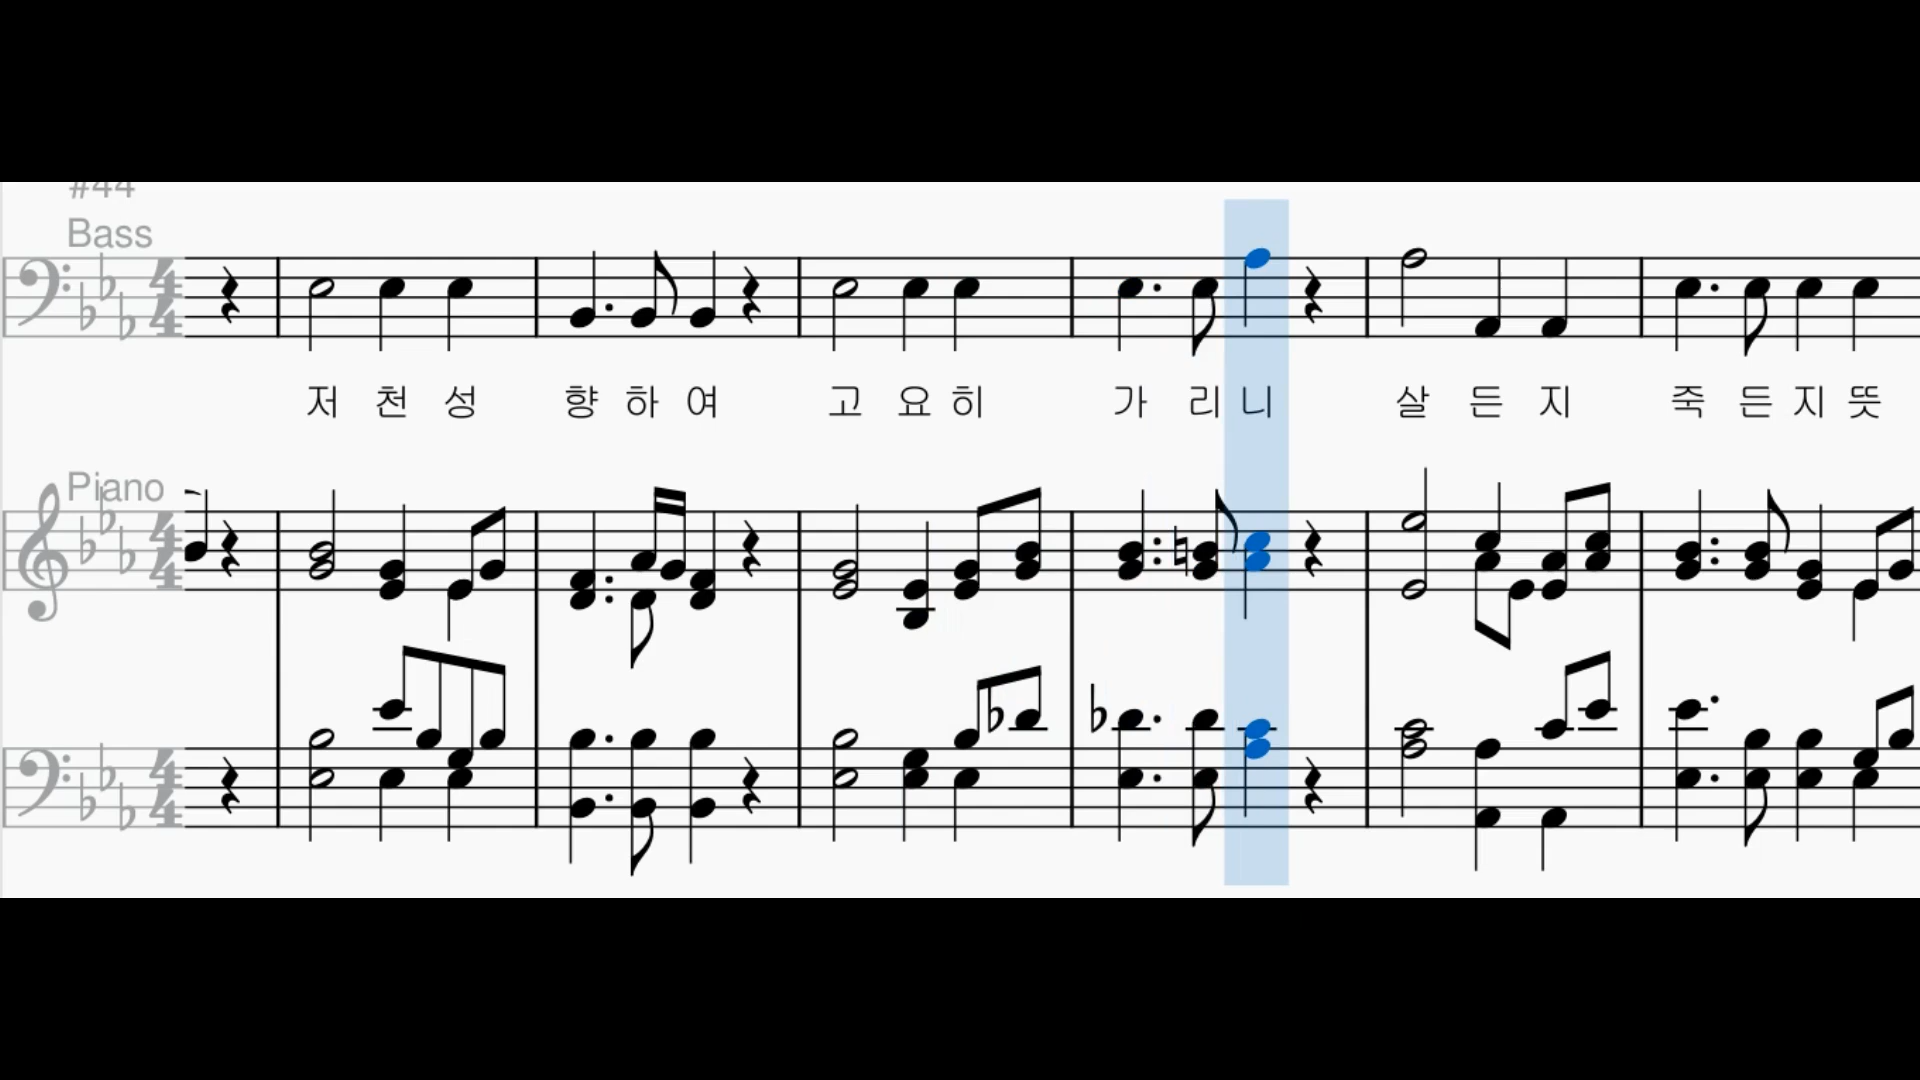 #44
Bass
저 천 성 향 하 여 고 요 히 가 리 니 살 든 지 죽 든 지 뜻
Piano